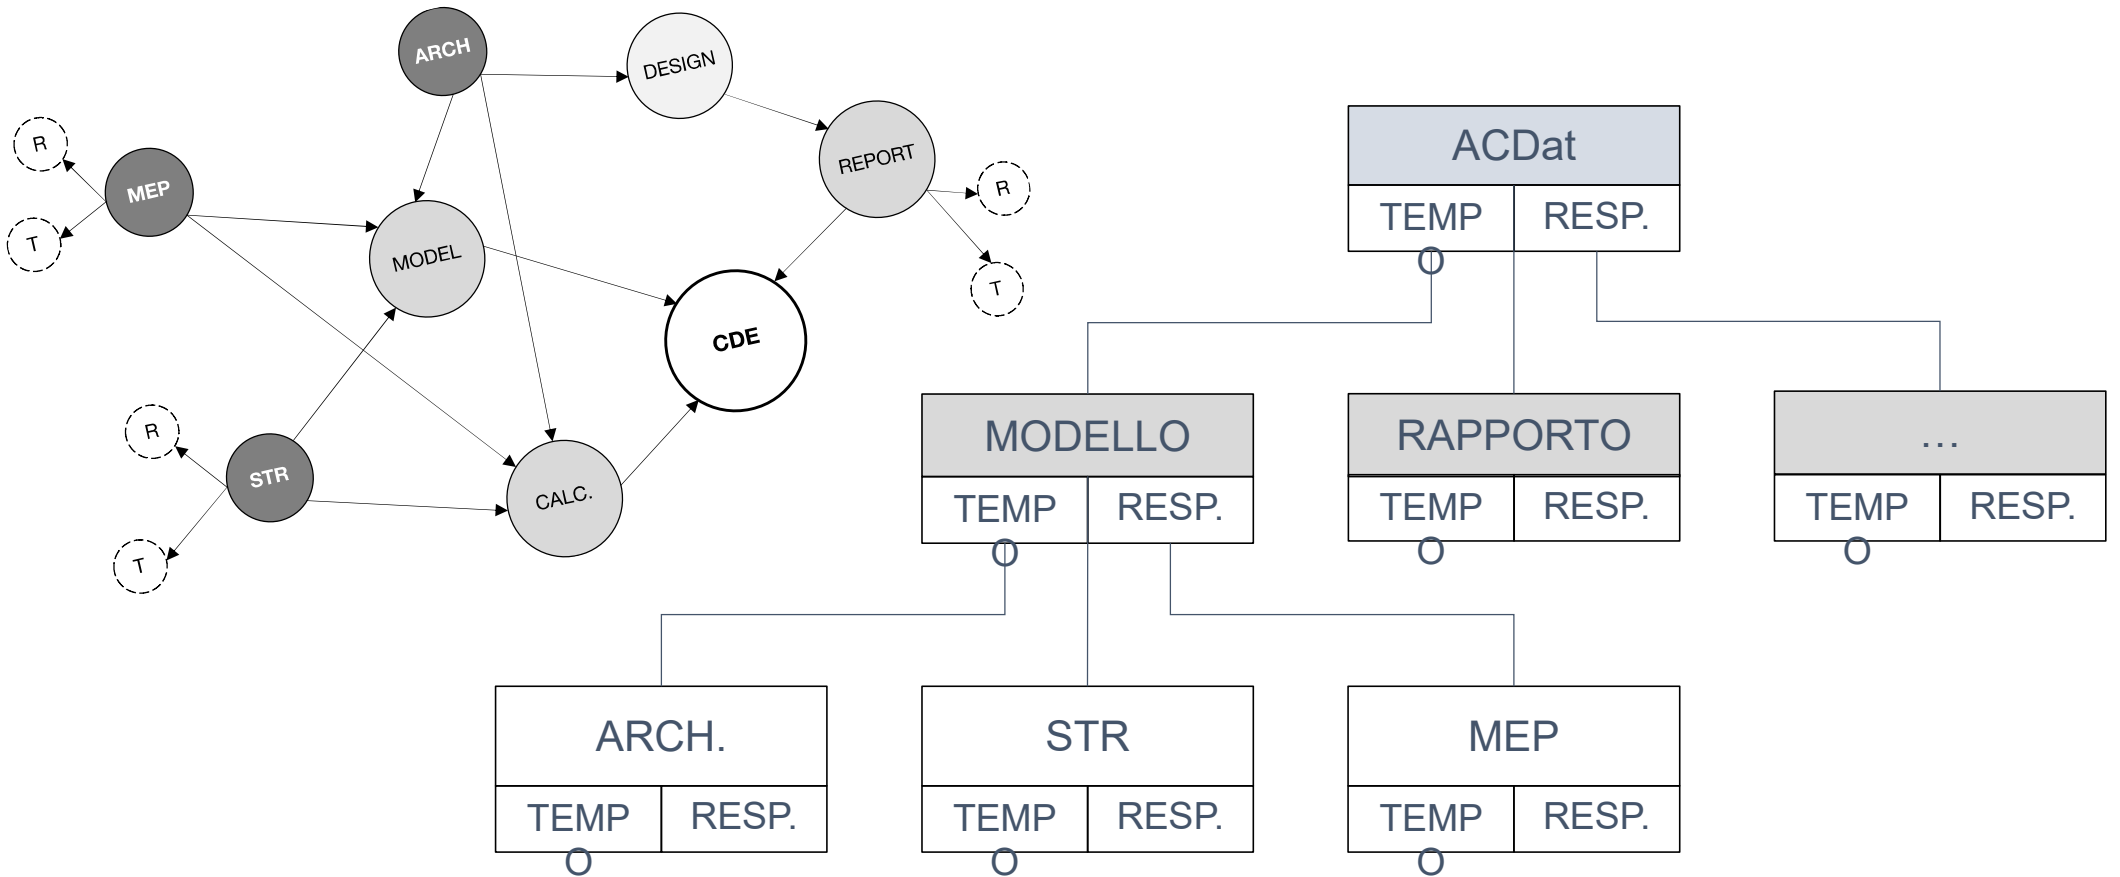 ARCH
DESIGN
REPORT
R
T
MEP
R
T
MODEL
CDE
R
T
STR
CALC.
ACDat
TEMP
O
RESP.
MODELLO
TEMP
O
RESP.
RAPPORTO
TEMP
O
RESP.
...
TEMP
O
RESP.
ARCH.
TEMP
O
RESP.
STR
TEMP
O
RESP.
MEP
TEMP
O
RESP.